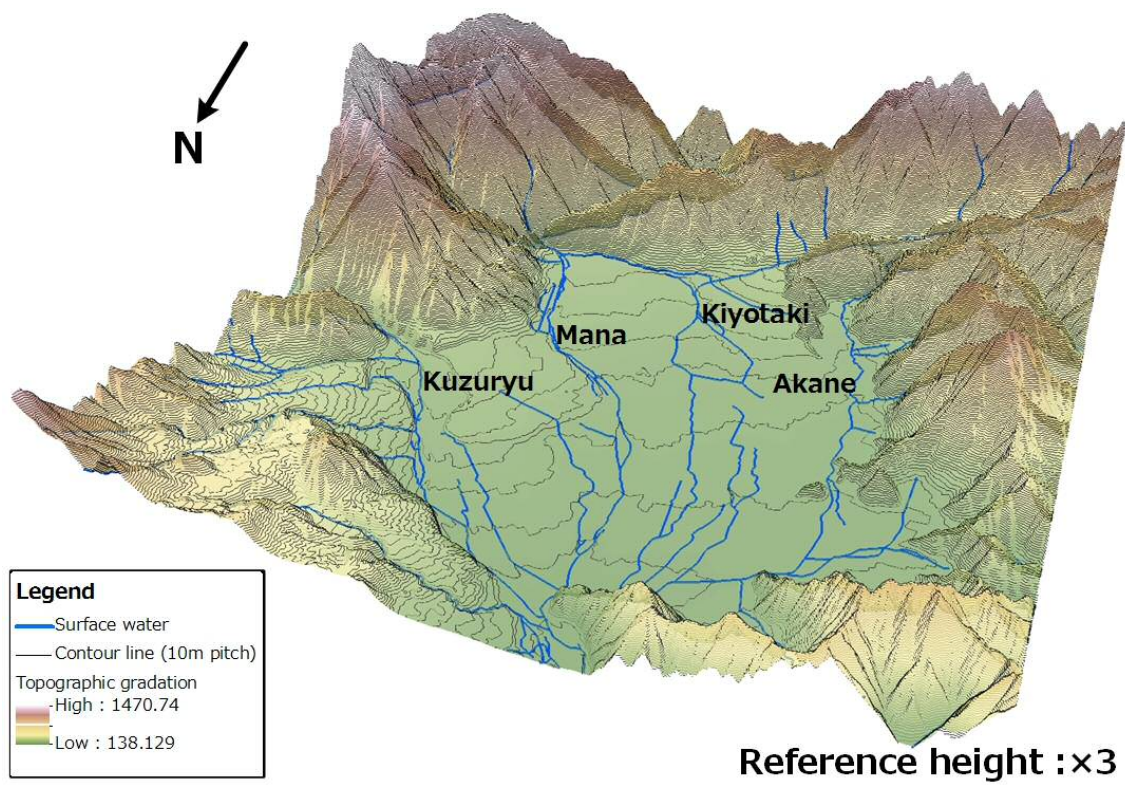 N
Kiyotaki
Mana
Kuzuryu
Akane
Legend
Surface water
Contour line (10m pitch)
Topographic gradation
High : 1470.74
Low : 138.129
Reference height :×3